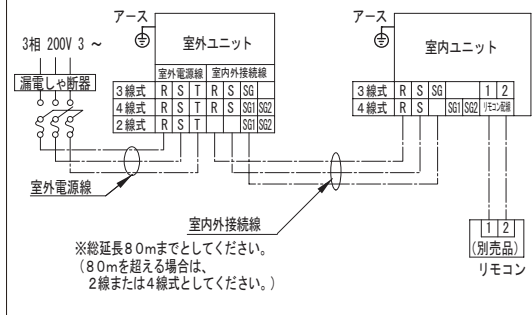 アース
3相 200V 3 ～
漏電しゃ断器
室外ユニット
室外電源線 室内外接続線
3線式 R S T R S SG
4線式 R S T R S SG1 SG2
2線式 R S T SG1 SG2
室外電源線
アース
室内ユニット
3線式 R S SG 1 2
4線式 R S SG1 SG2 リモコン配線
室内外接続線
※総延長80mまでとしてください。
(80mを超える場合は、
2線または4線式としてください。)
1 2
(別売品)
リモコン